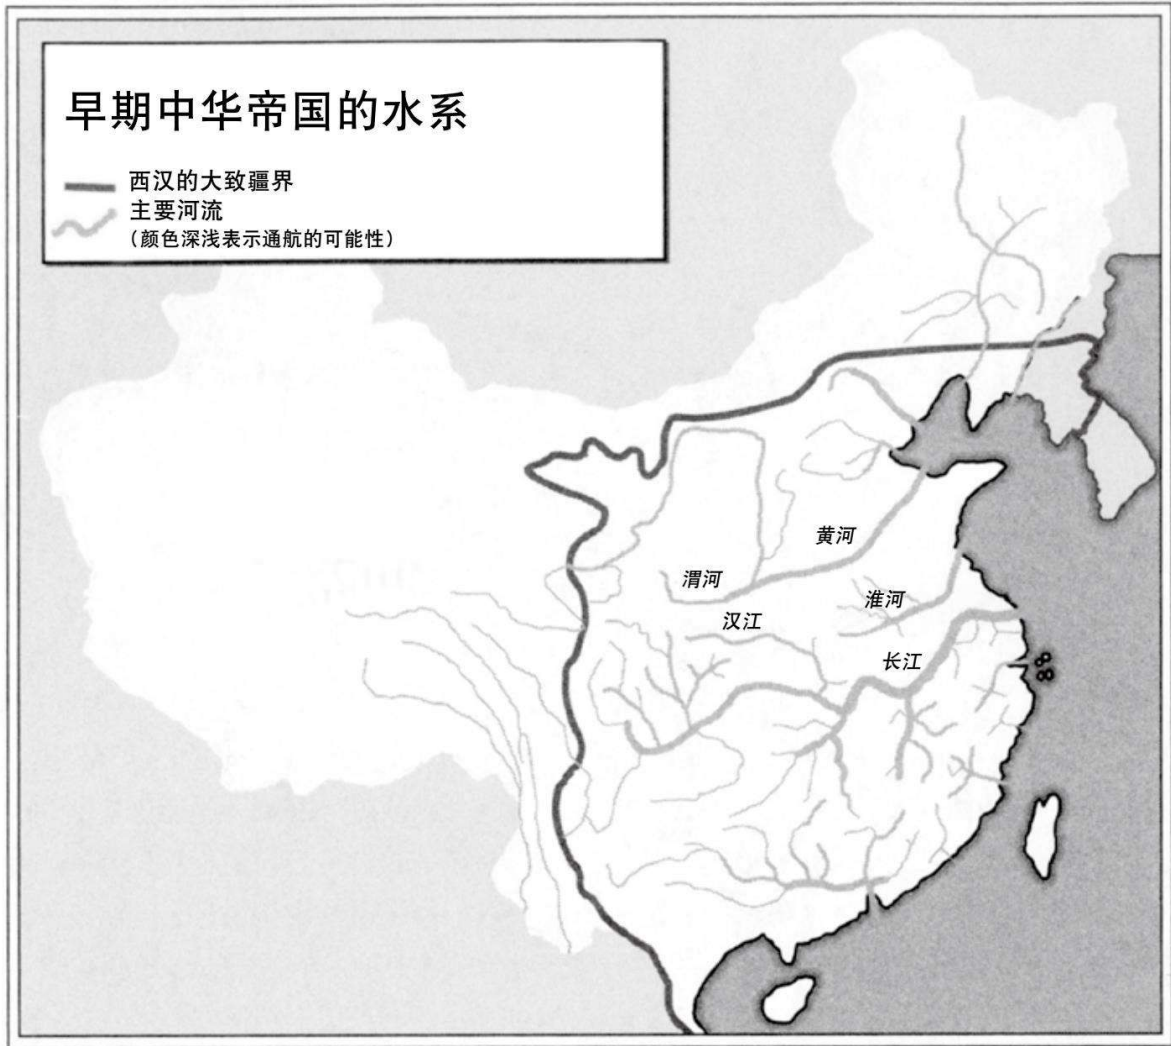 早期中华帝国的水系
西汉的大致疆界
主要河流
(颜色深浅表示通航的可能性)
黄河
渭河
淮河
汉江
长江